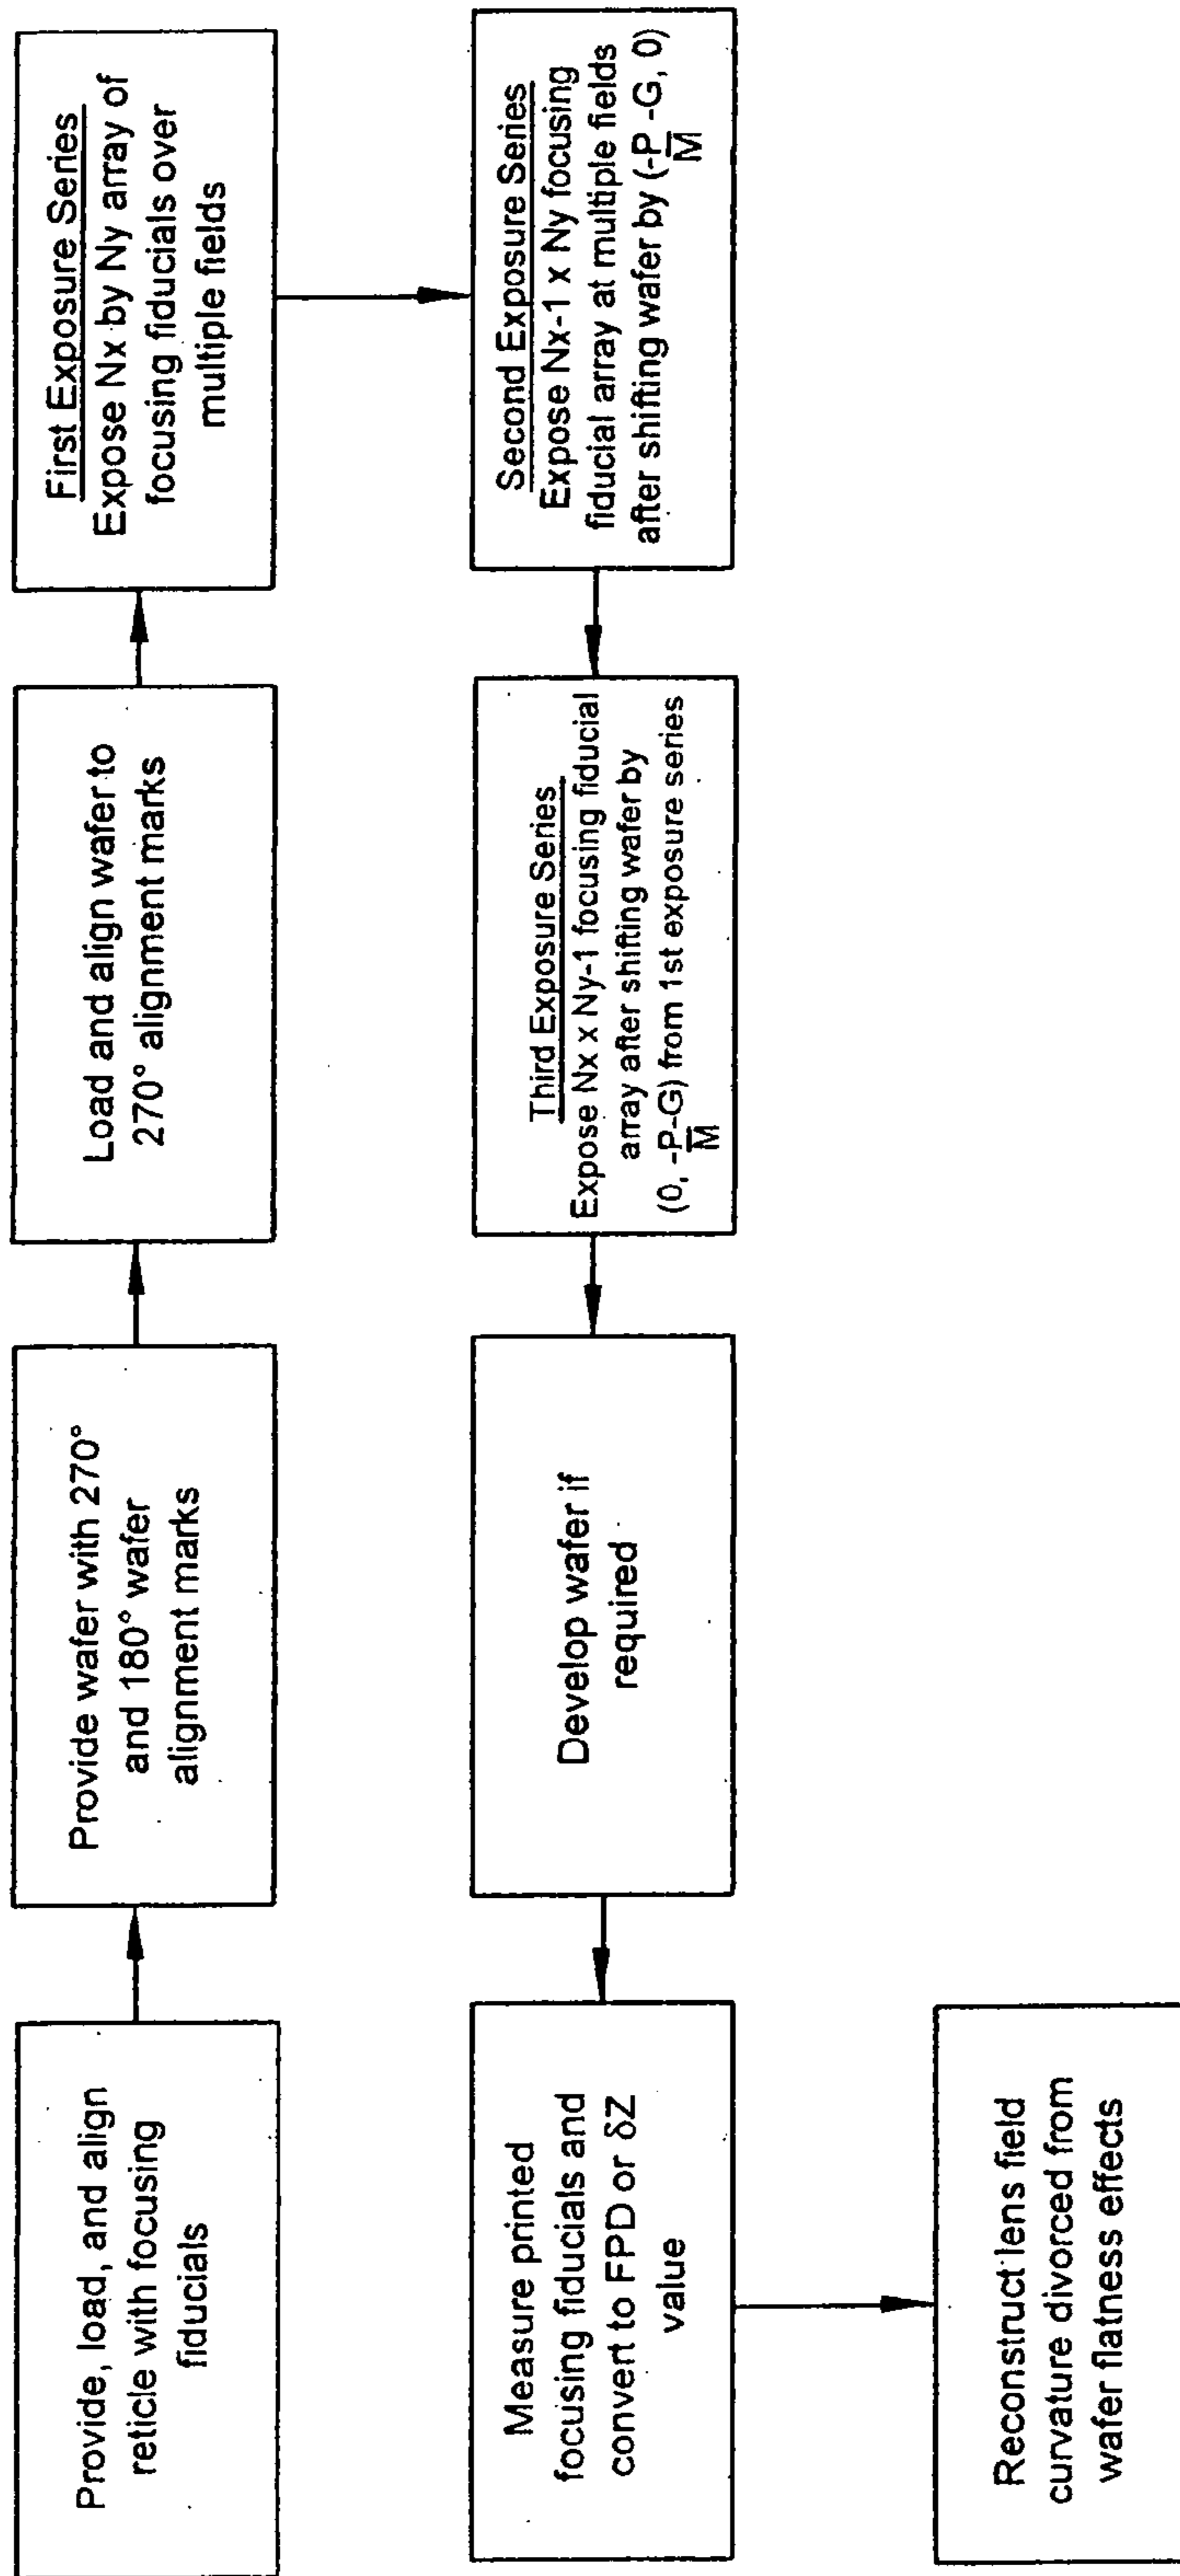 Provide, load, and align
reticle with focusing
fiducials
Provide wafer with 270°
and 180° wafer
alignment marks
Load and align wafer to
270° alignment marks
First Exposure Series
Expose Nx by Ny array of
focusing fiducials over
multiple fields
Second Exposure Series
Expose Nx-1 x Ny focusing
fiducial array at multiple fields
after shifting wafer by (-P -G, 0)
M
Third Exposure Series
Expose Nx x Ny-1 focusing fiducial
array after shifting wafer by
(0, -P-G) from 1st exposure series
M
Develop wafer if
required
Measure printed
focusing fiducials and
convert to FPD or δZ
value
Reconstruct lens field
curvature divorced from
wafer flatness effects